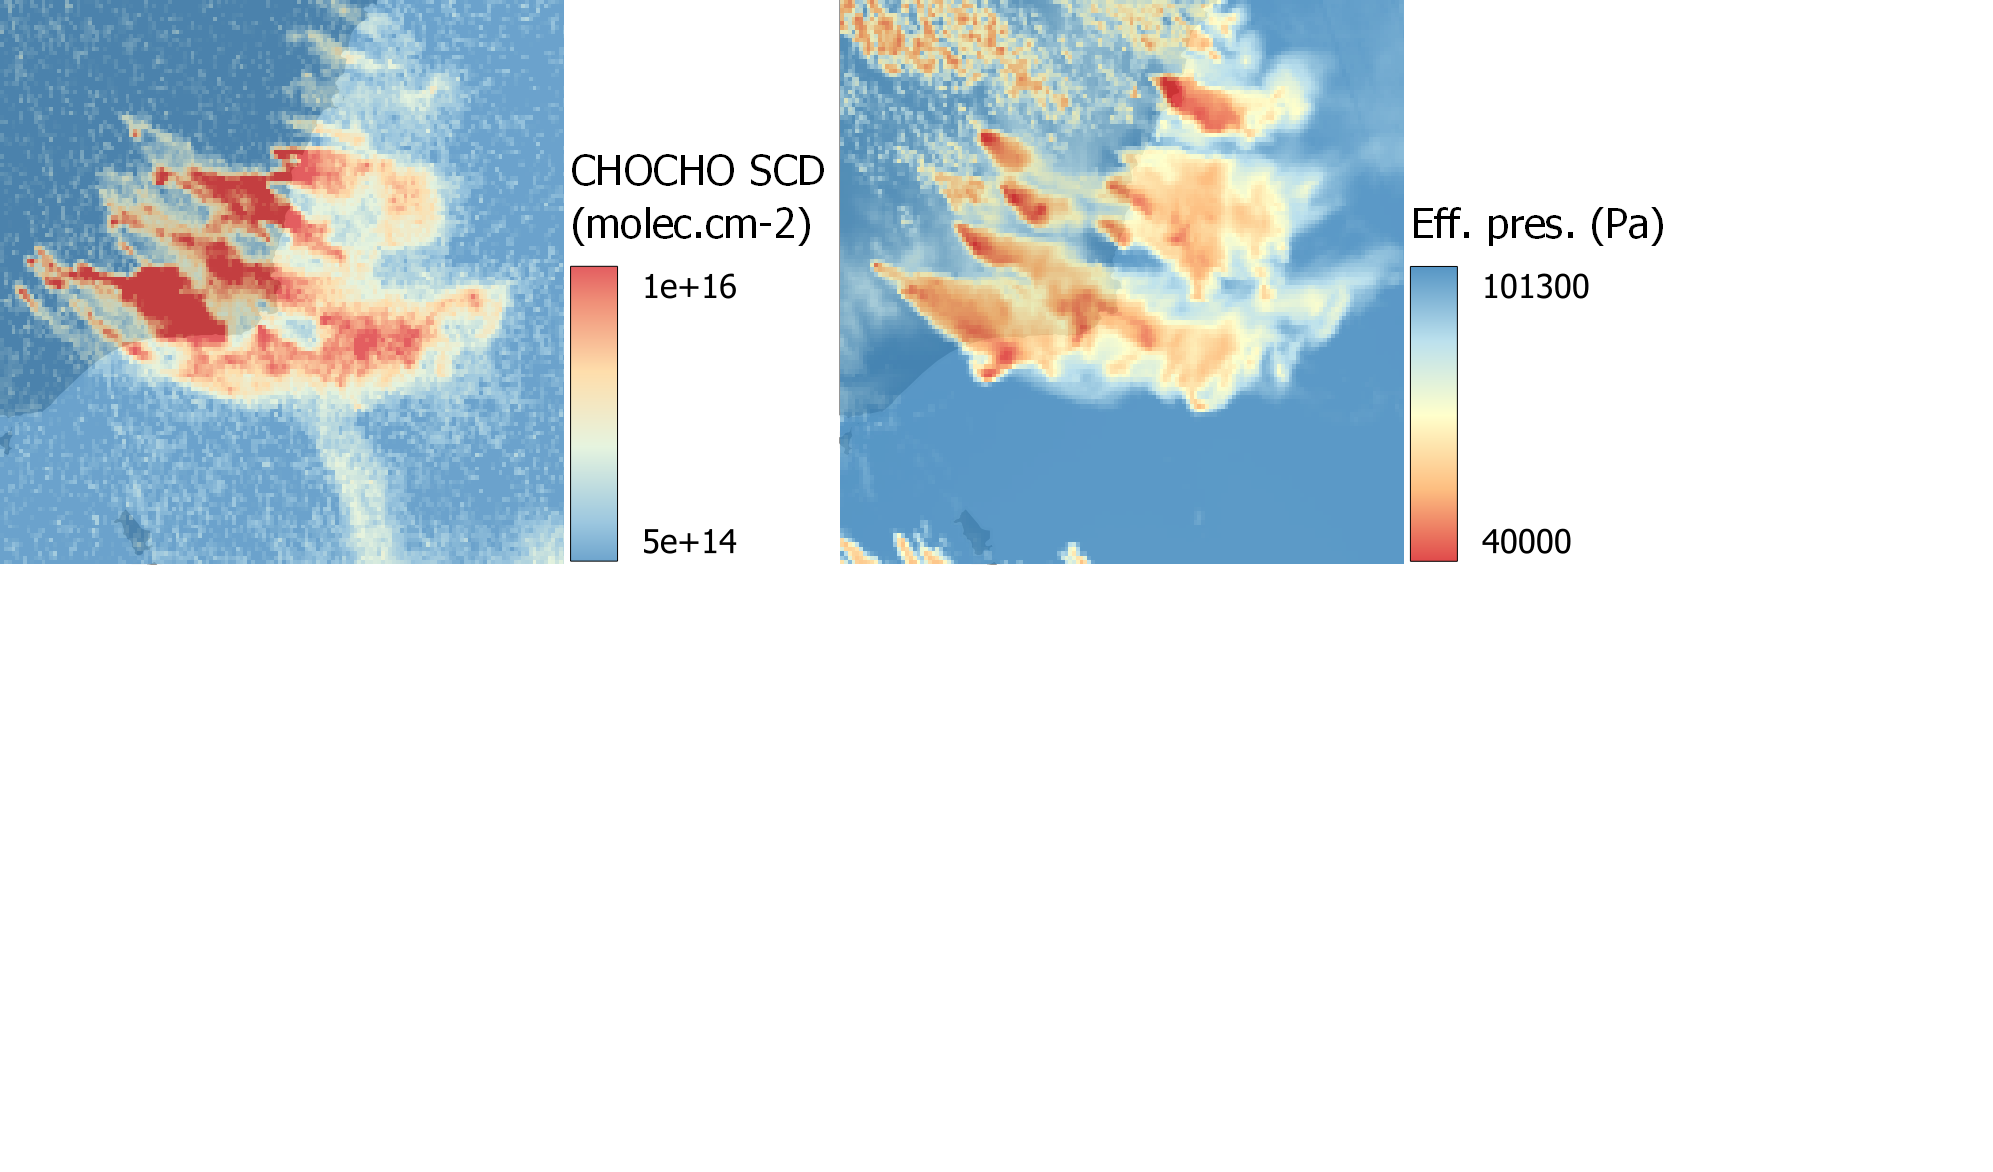 CHOCHO SCD
(molec.cm-2)
1e+16
5e+14
Eff. pres. (Pa)
101300
40000